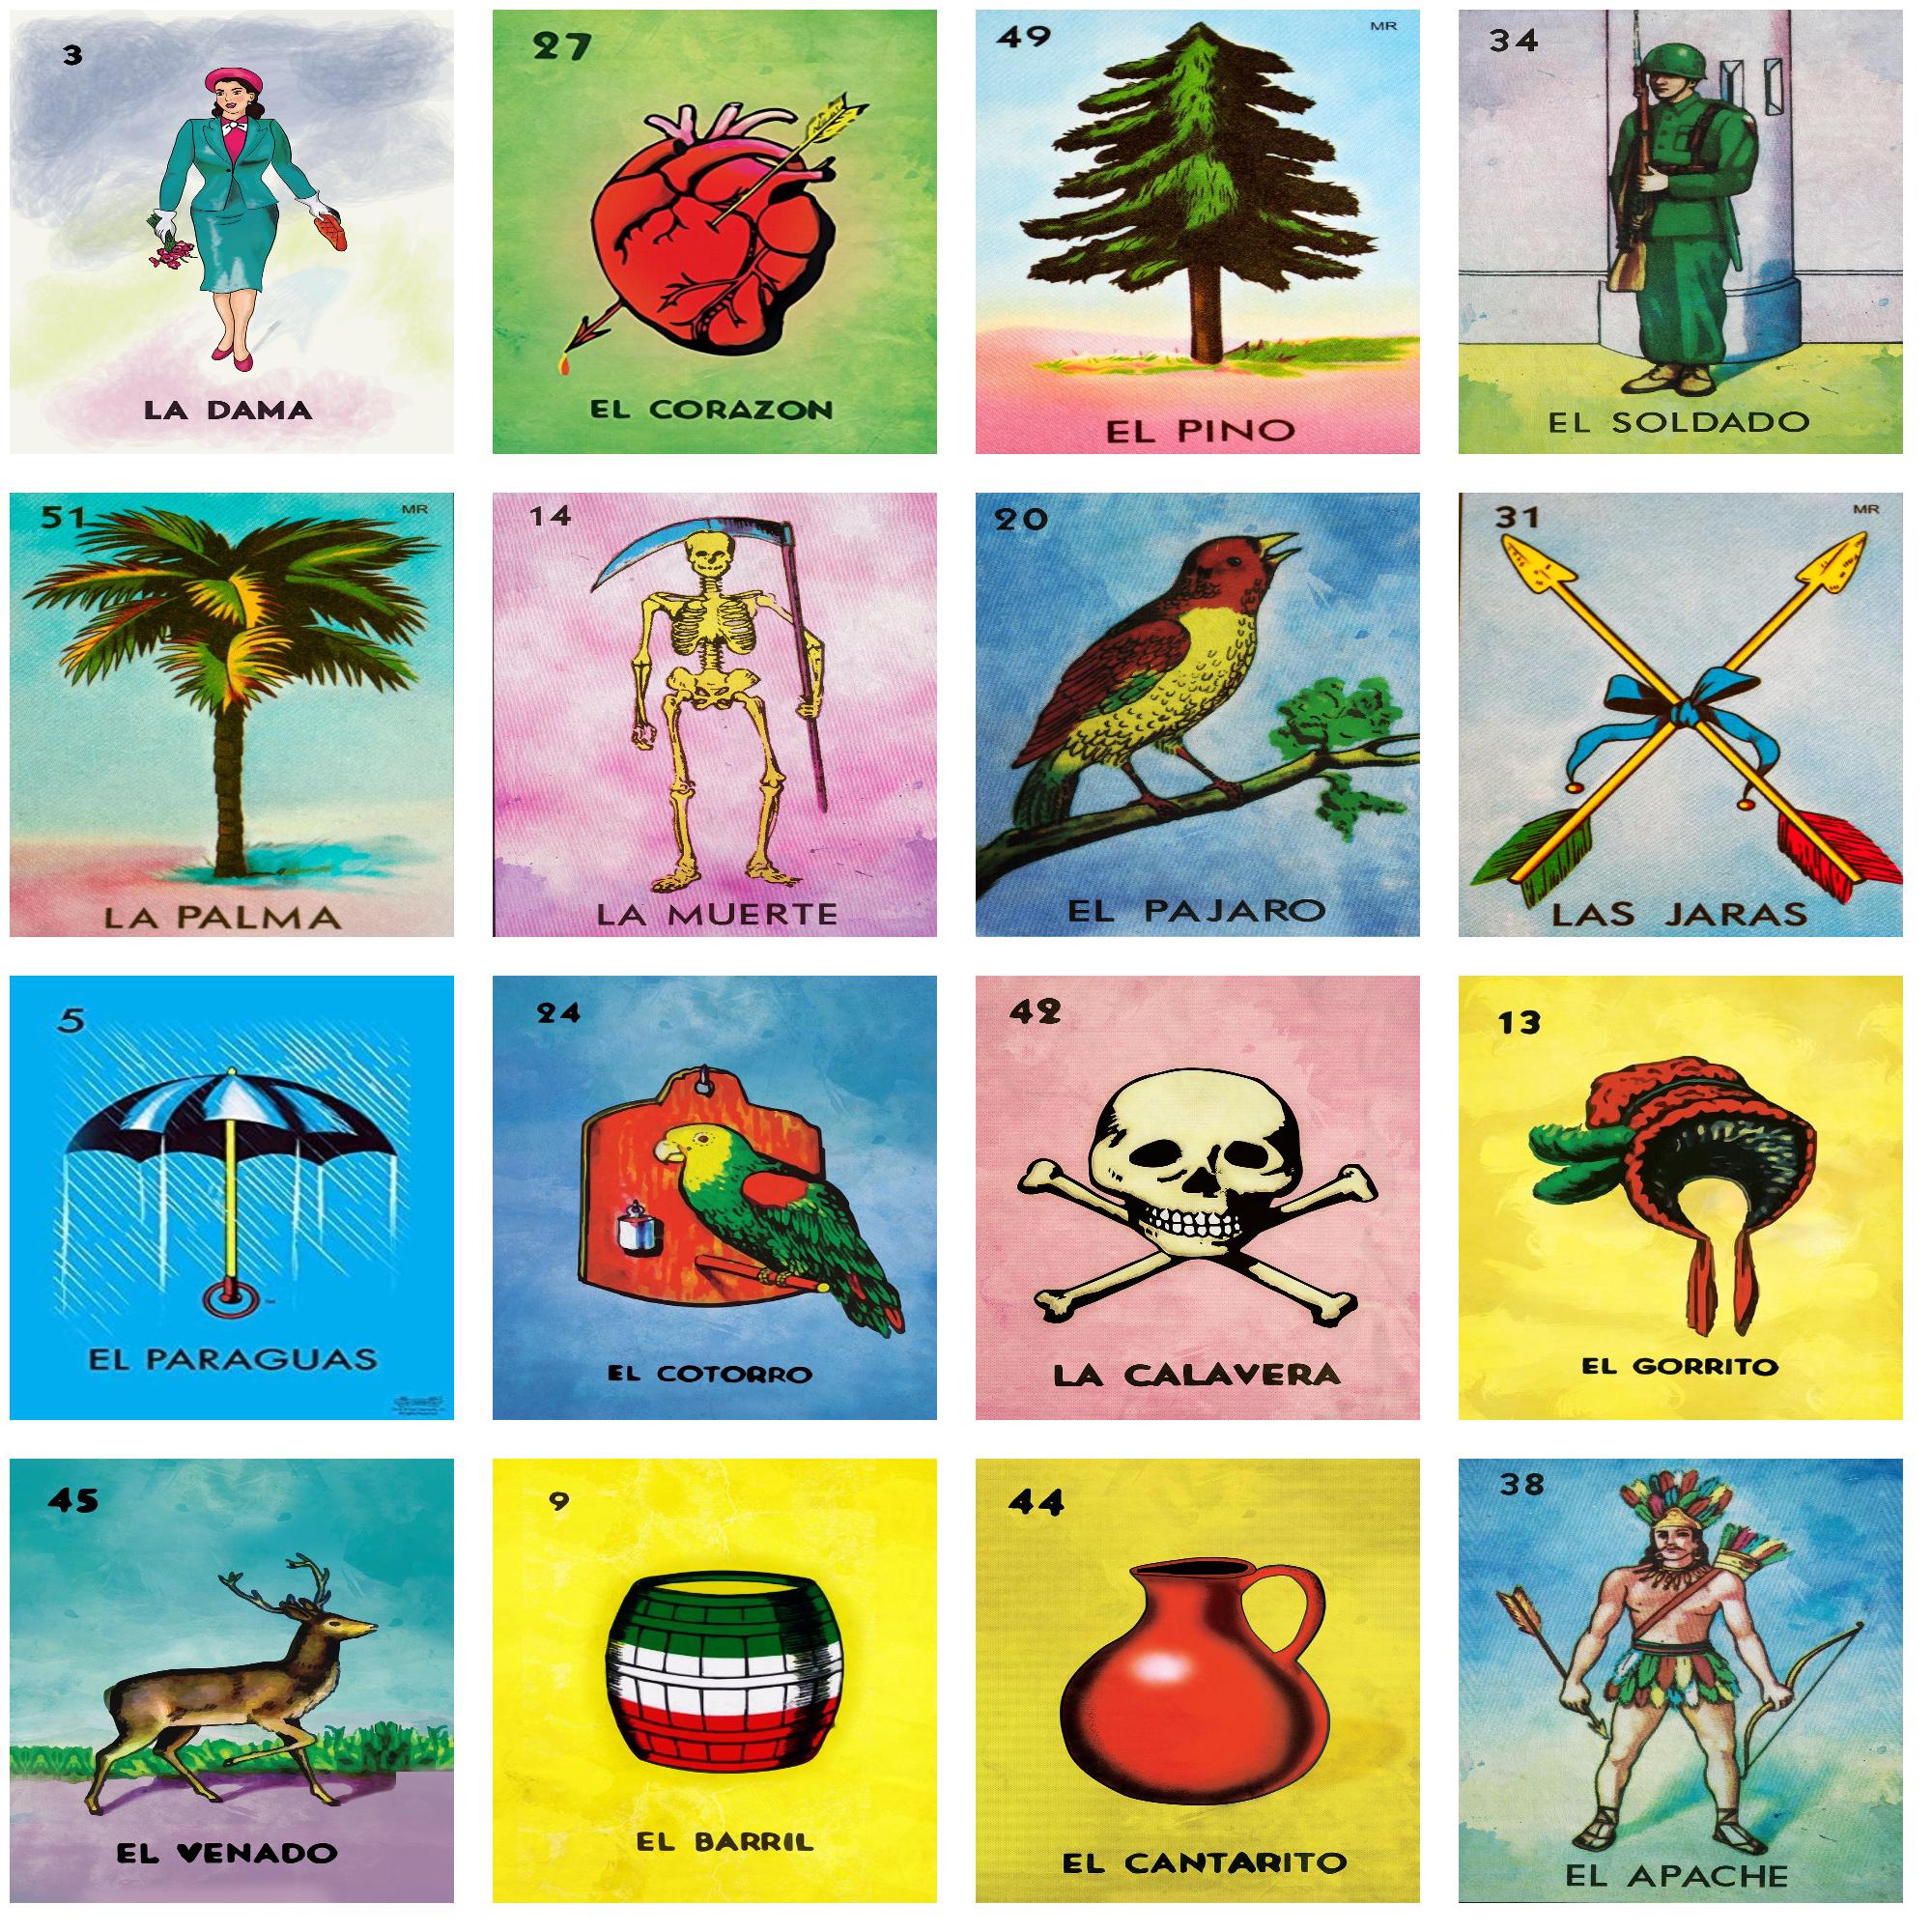 3
LA DAMA
27
EL CORAZON
49
MR
EL PINO
34
EL SOLDADO
51
MR
LA PALMA
14
LA MUERTE
20
EL PAJARO
31
MR
LAS JARAS
5
EL PARAGUAS
24
EL COTORRO
42
LA CALAVERA
13
EL GORRITO
45
EL VENADO
9
EL BARRIL
44
EL CANTARITO
38
EL APACHE